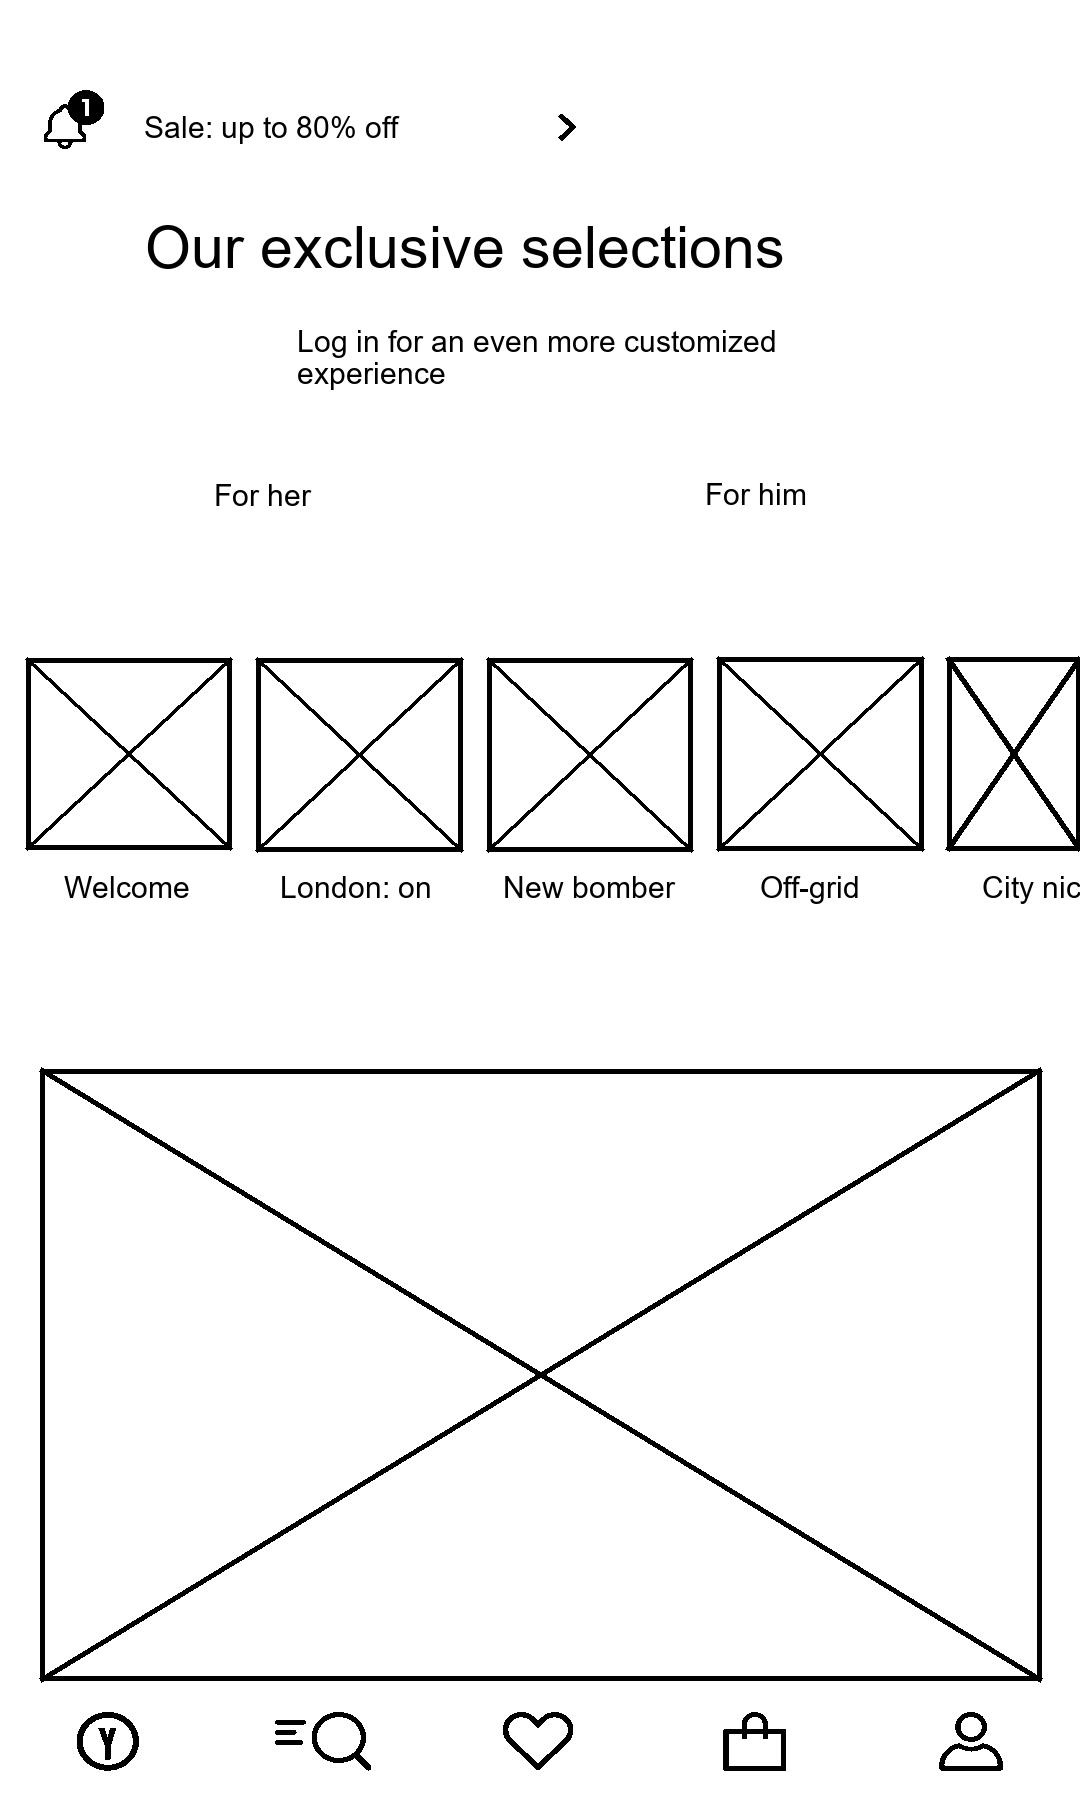 1
Sale: up to 80% off
Our exclusive selections
Log in for an even more customized
experience
For her
For him
Welcome
London: on
New bomber
Off-grid
City nic
Y